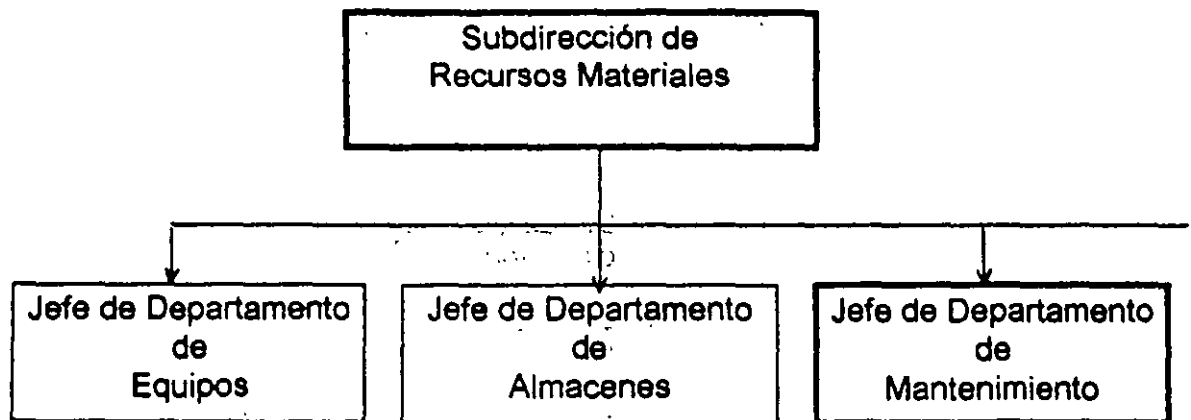 Subdirección de
Recursos Materiales
Jefe de Departamento
de
Equipos
Jefe de Departamento
de
Almacenes
Jefe de Departamento
de
Mantenimiento